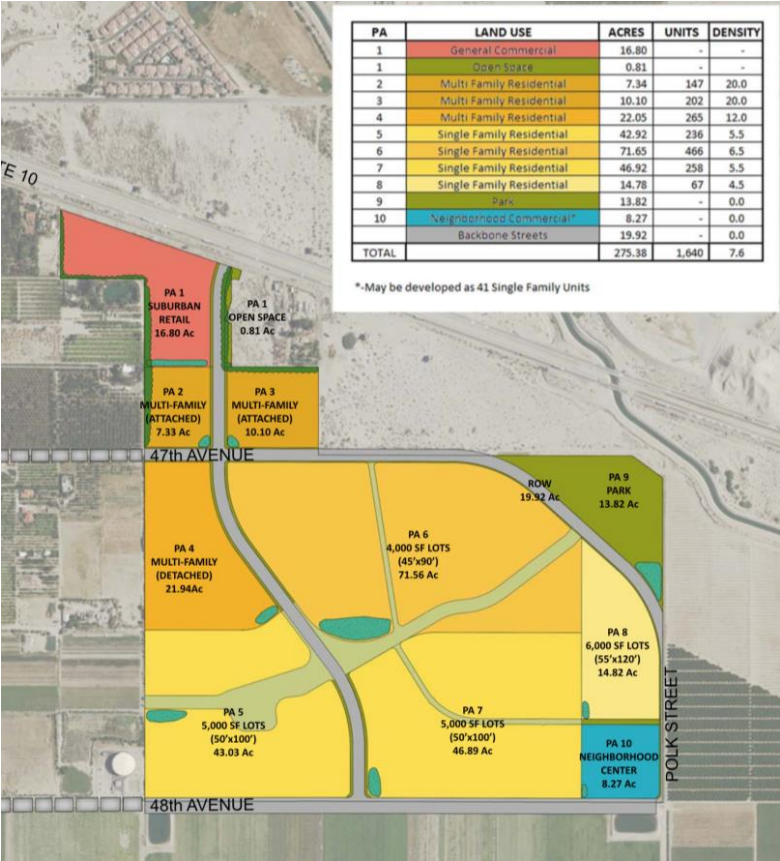 PA LAND USE ACRES UNITS DENSITY
1 General Commercial 16.80 - -
1 Open Space 0.81 - -
2 Multi Family Residential 7.34 147 20.0
3 Multi Family Residential 10.10 202 20.0
4 Multi Family Residential 22.05 265 12.0
5 Single Family Residential 42.92 236 5.5
6 Single Family Residential 71.65 466 6.5
7 Single Family Residential 46.92 258 5.5
8 Single Family Residential 14.78 67 4.5
9 Park 13.82 - 0.0
10 Neighborhood Commercial* 8.27 - 0.0
Backbone Streets 19.92 - 0.0
TOTAL 275.38 1,640 7.6
*-May be developed as 41 Single Family Units
TE 10
PA 1
SUBURBAN
RETAIL
16.80 Ac
PA 1
OPEN SPACE
0.81 Ac
PA 2
MULTI-FAMILY
(ATTACHED)
7.33 Ac
PA 3
MULTI-FAMILY
(ATTACHED)
10.10 Ac
47th AVENUE
ROW
19.92 Ac
PA 9
PARK
13.82 Ac
PA 4
MULTI-FAMILY
(DETACHED)
21.94Ac
PA 6
4,000 SF LOTS
(45'x90')
71.56 Ac
PA 8
6,000 SF LOTS
(55'x120')
14.82 Ac
PA 5
5,000 SF LOTS
(50'x100')
43.03 Ac
PA 7
5,000 SF LOTS
(50'x100')
46.89 Ac
PA 10
NEIGHBORHOOD
CENTER
8.27 Ac
POLK STREET
48th AVENUE